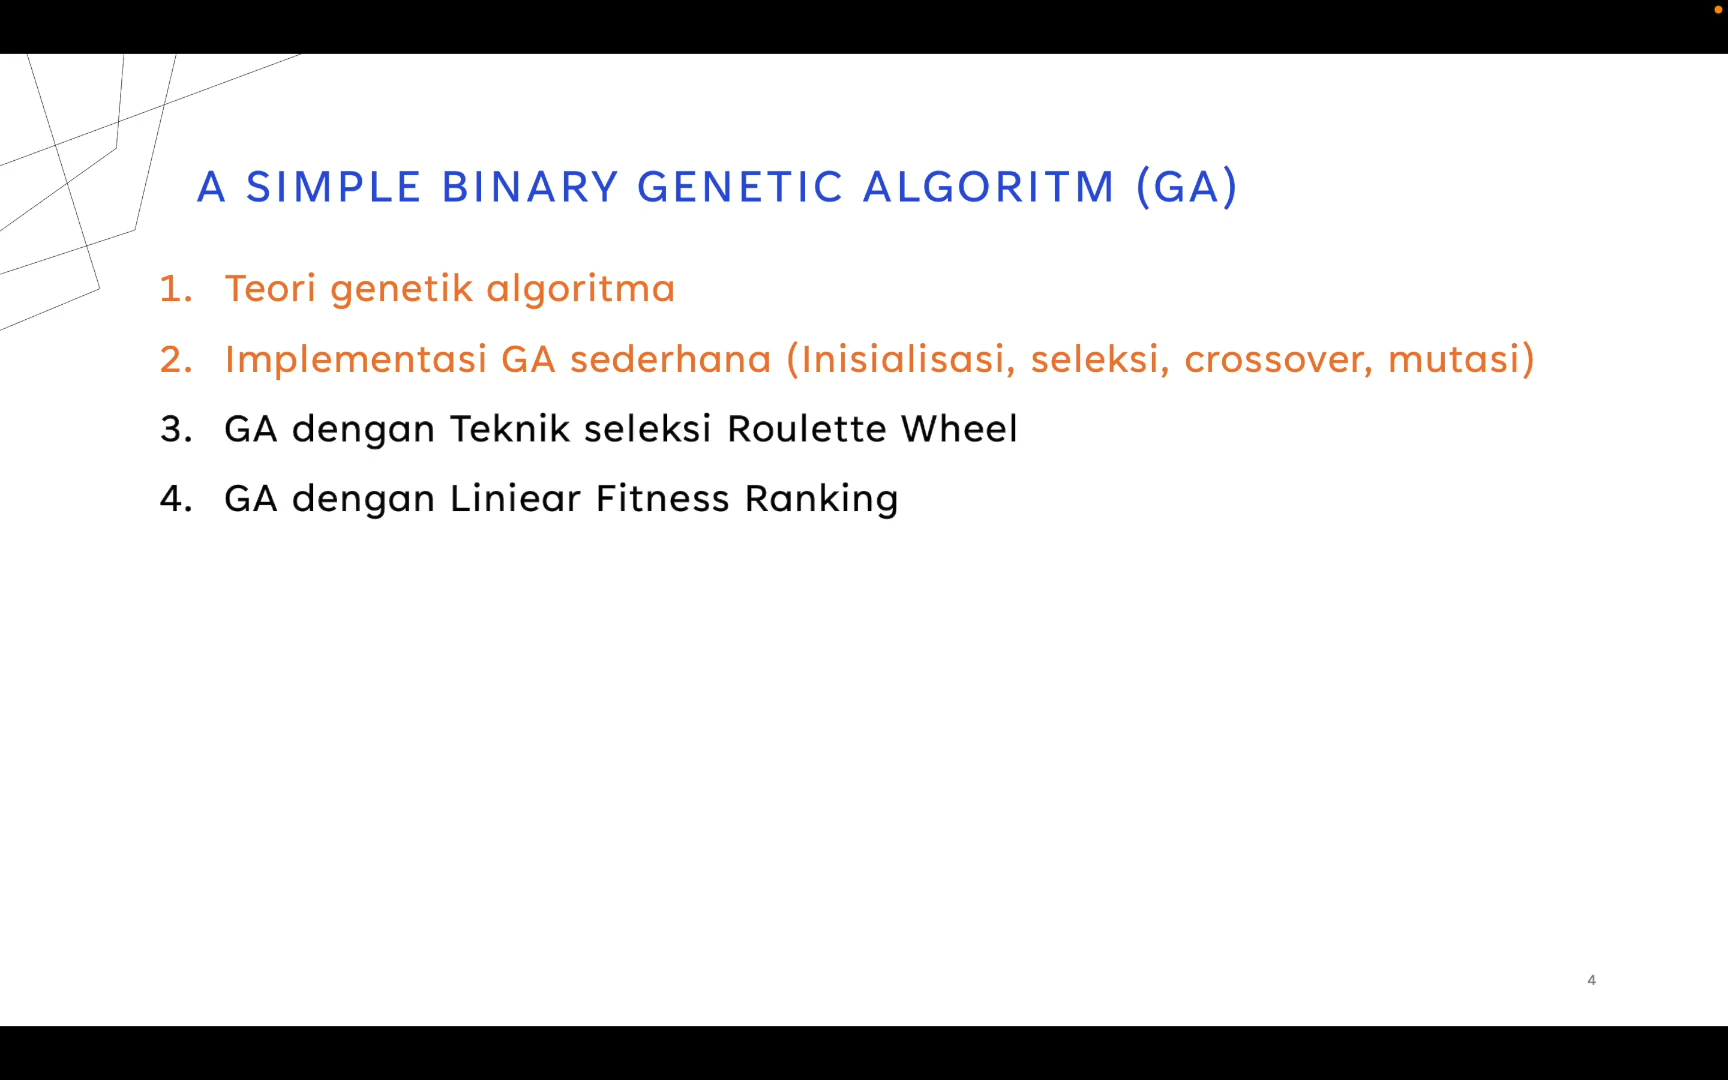 A SIMPLE BINARY GENETIC ALGORITM (GA)
1. Teori genetik algoritma
2. Implementasi GA sederhana (Inisialisasi, seleksi, crossover, mutasi)
3. GA dengan Teknik seleksi Roulette Wheel
4. GA dengan Liniear Fitness Ranking
4